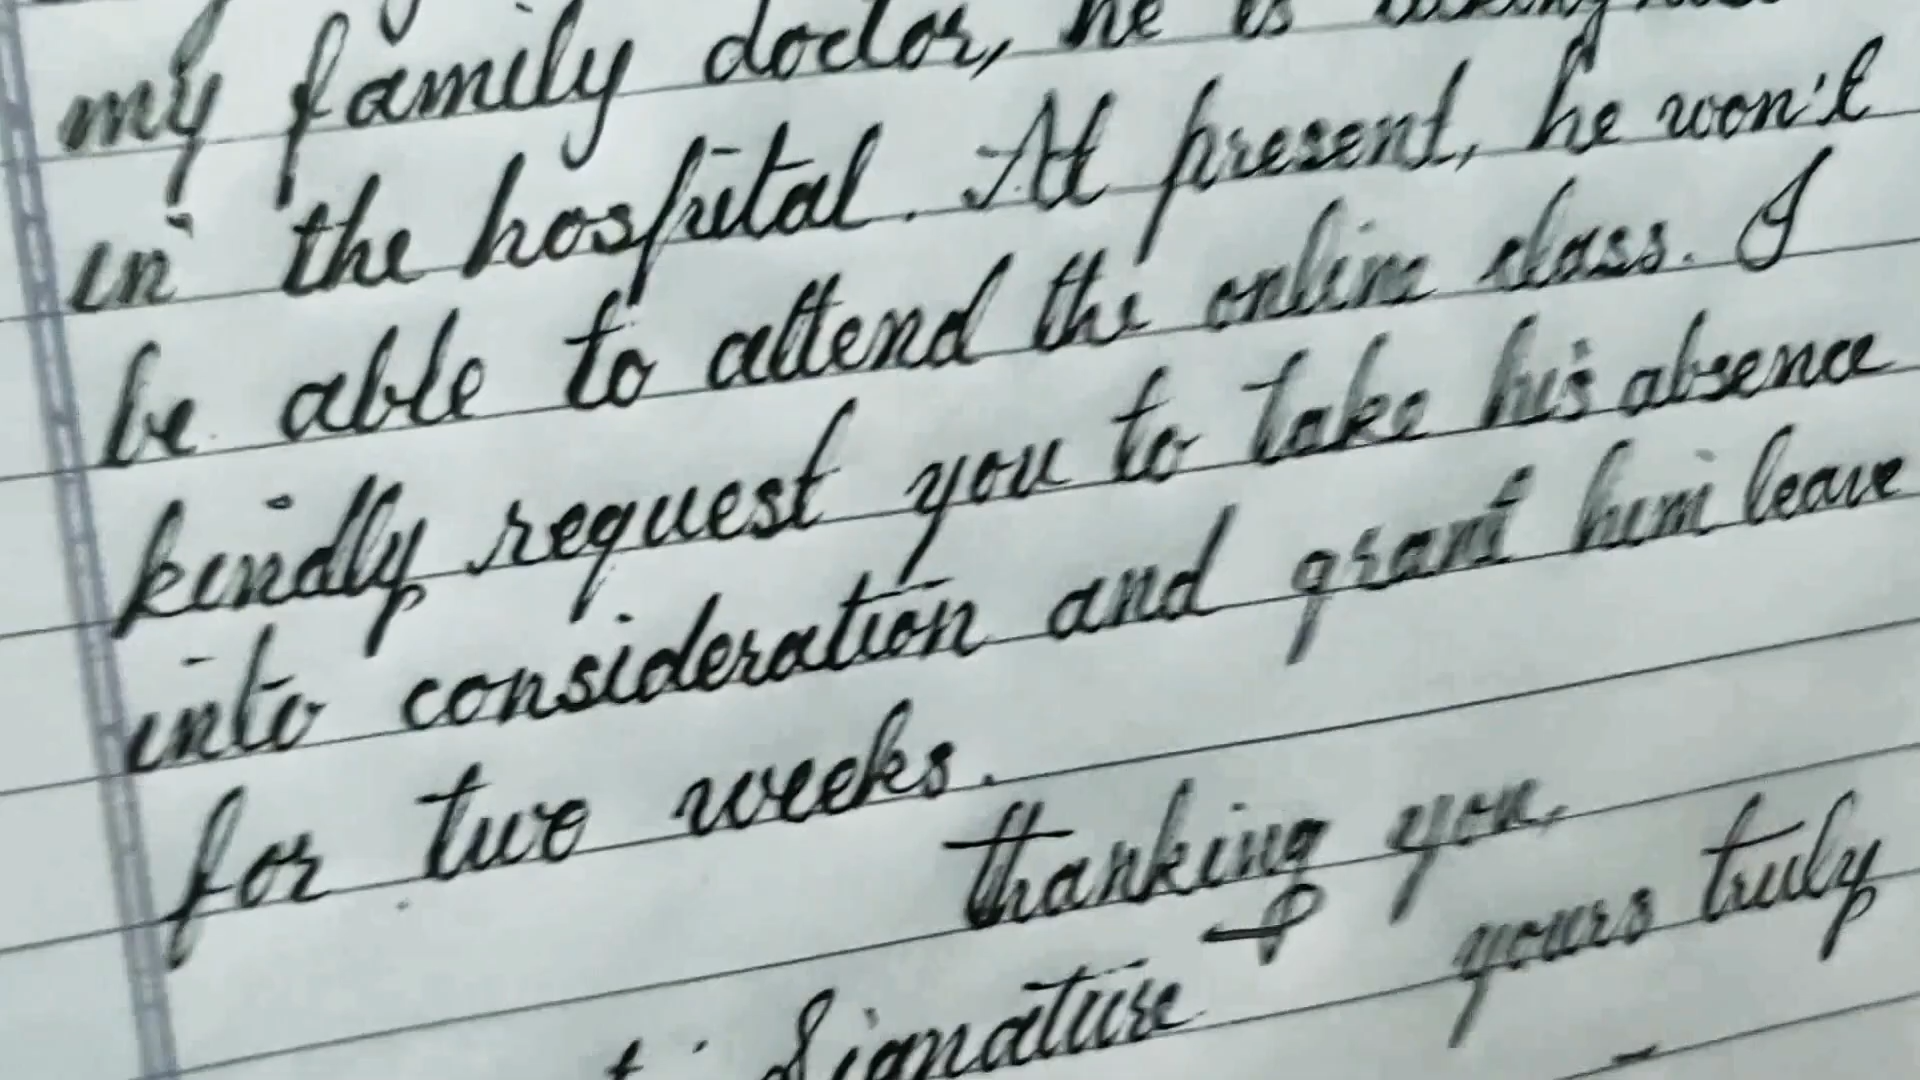 my family doctor, he is
in the hospital. At present, he won't
be able to attend the online class. I
kindly request you to take his absence
into consideration and grant him leave
for two weeks.
thanking you,
yours truly
Signature